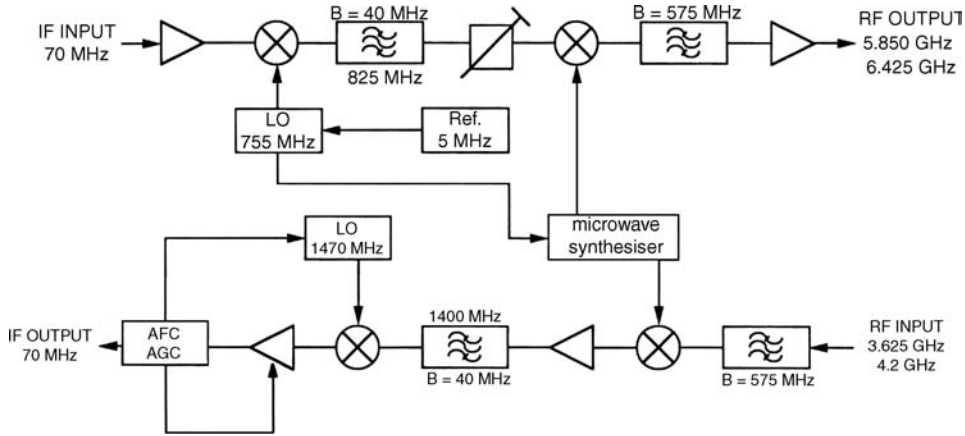 IF INPUT
70 MHz
B = 40 MHz
825 MHz
B = 575 MHz
RF OUTPUT
5.850 GHz
6.425 GHz
LO
755 MHz
Ref.
5 MHz
LO
1470 MHz
microwave
synthesiser
IF OUTPUT
70 MHz
AFC
AGC
1400 MHz
B = 40 MHz
B = 575 MHz
RF INPUT
3.625 GHz
4.2 GHz